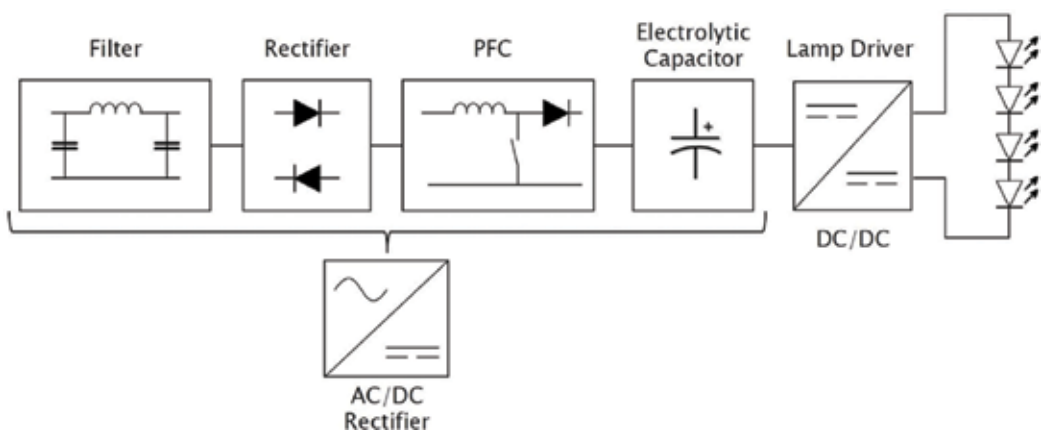 Filter
Rectifier
PFC
Electrolytic
Capacitor
Lamp Driver
+
DC/DC
AC/DC
Rectifier